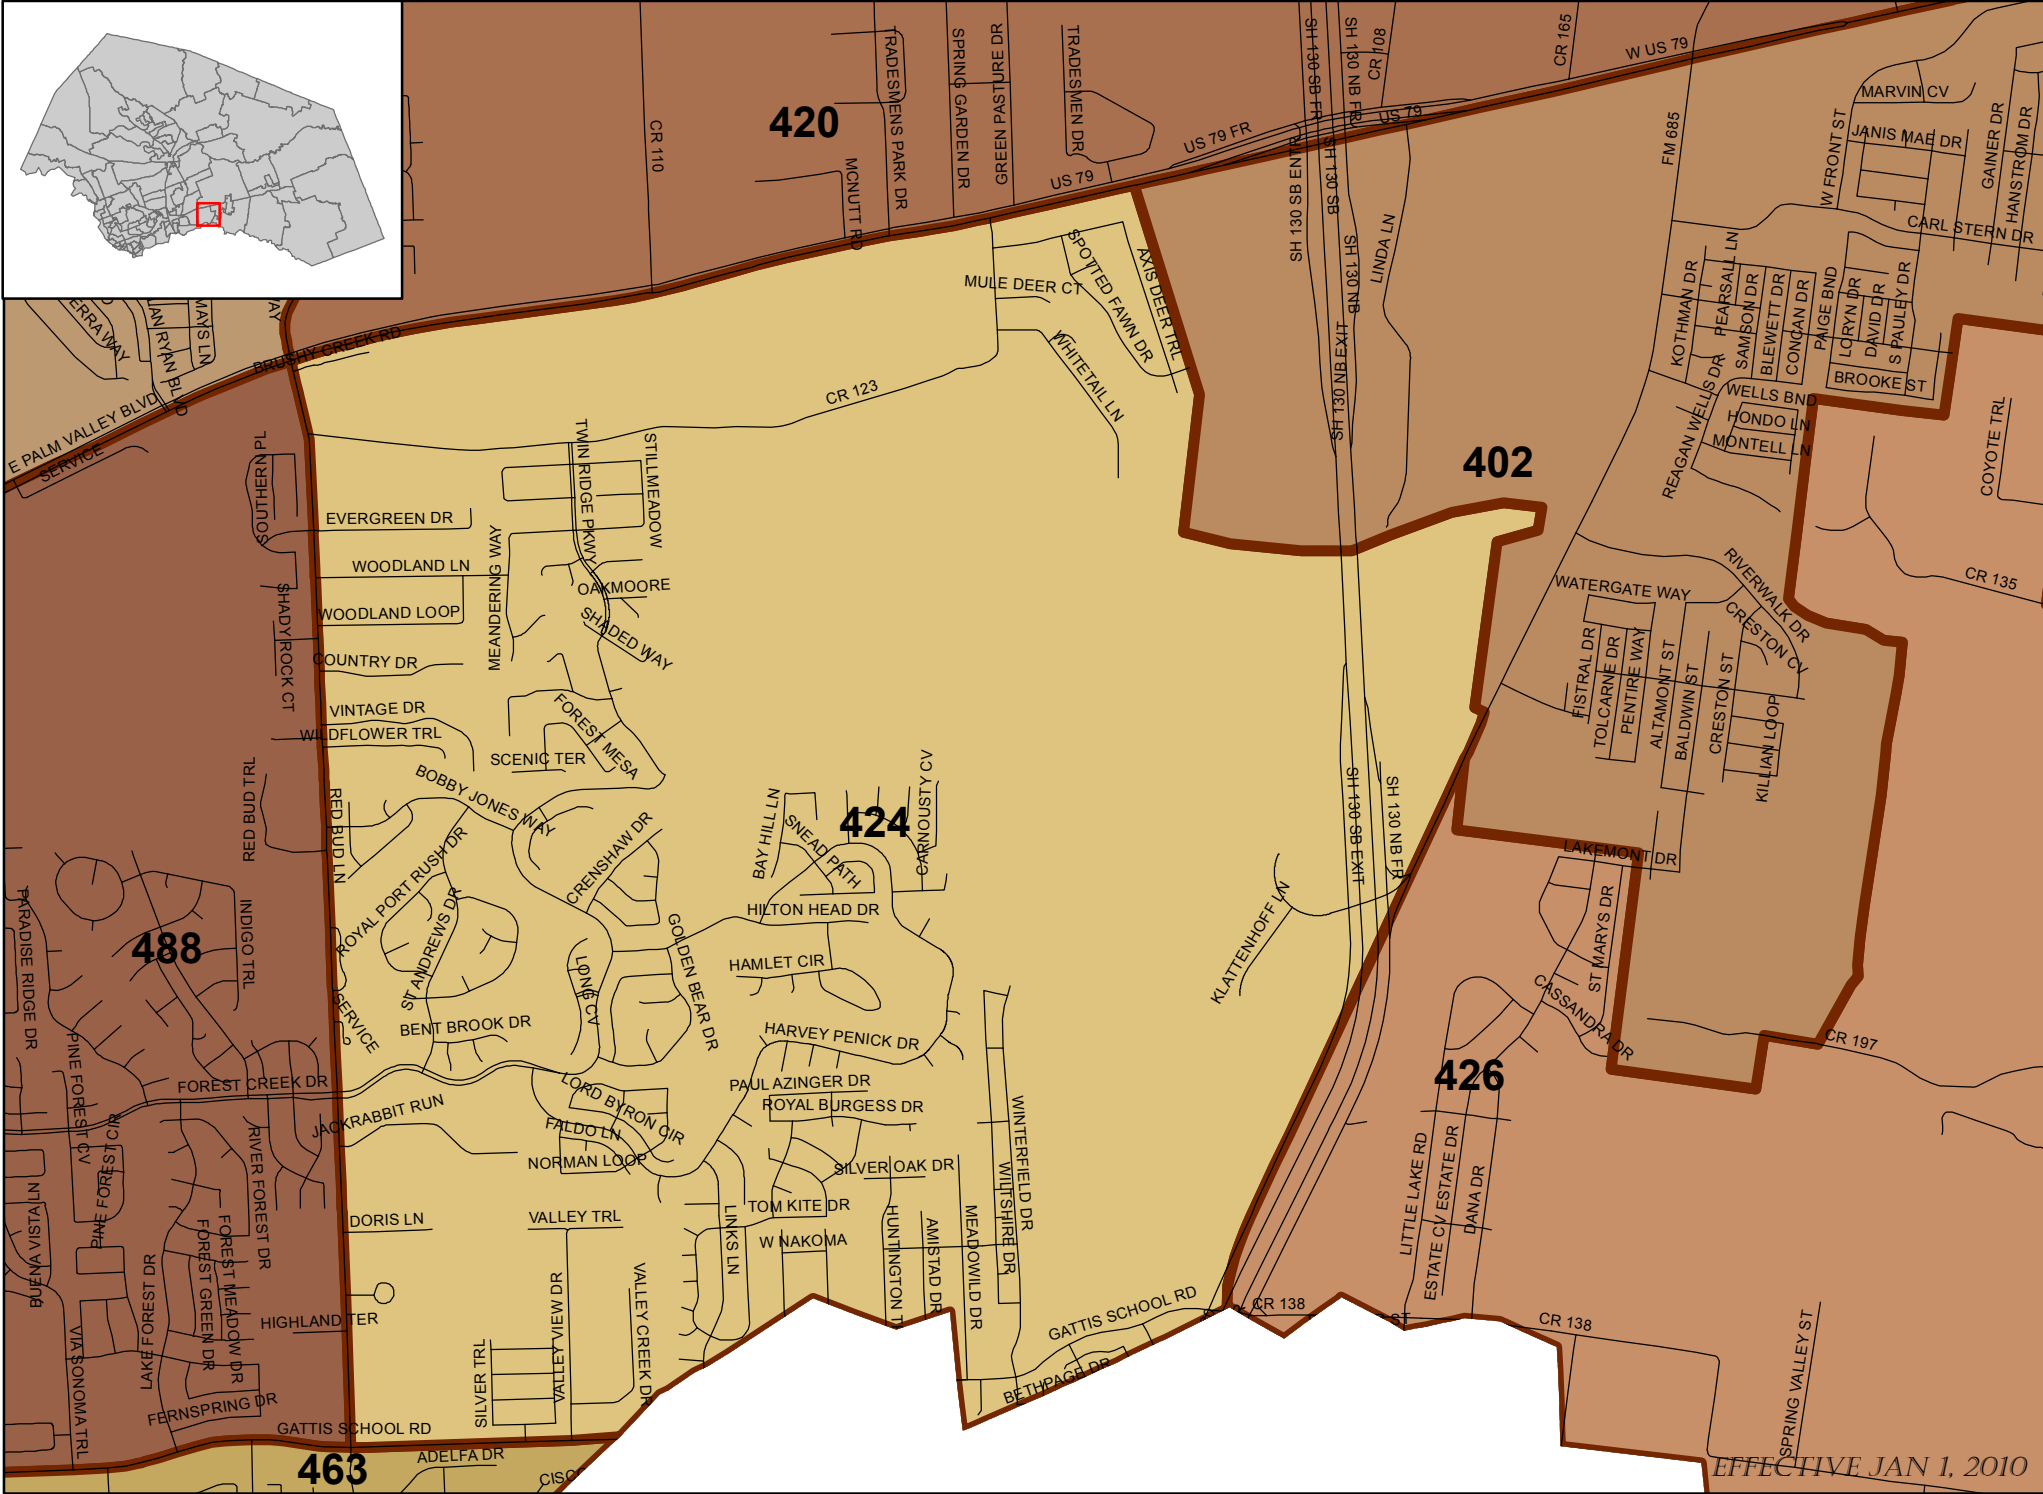 420
402
424
488
426
463
CR 110
MCNUTT RD
TRADESMENS PARK DR
SPRING GARDEN DR
GREEN PASTURE DR
TRADESMEN DR
US 79
US 79 FR
US 79
W US 79
SH 130 SB FR
SH 130 NB FR
CR 108
CR 165
SH 130 SB ENTR
SH 130 SB
SH 130 NB
SH 130 NB EXIT
LINDA LN
FM 685
W FRONT ST
MARVIN CV
JANIS MAE DR
GAINER DR
HANSTROM DR
CARL STERN DR
KOTHMAN DR
PEARSALL LN
SAMSON DR
BLEWETT DR
CONCAN DR
PAIGE BND
LORYN DR
DAVID DR
S PAULEY DR
BROOKE ST
WELLS BND
HONDO LN
MONTELL LN
REAGAN WELLS DR
COYOTE TRL
CR 135
RIVERWALK DR
WATERGATE WAY
CRESTON CV
FISTRAL DR
TOLCARNE DR
PENTIRE WAY
ALTAMONT ST
BALDWIN ST
CRESTON ST
KILLIAN LOOP
LAKEMONT DR
ST MARYS DR
CASSANDRA DR
CR 197
LITTLE LAKE RD
ESTATE CV ESTATE DR
DANA DR
CR 138
ST
CR 138
SPRING VALLEY ST
ERRA WAY
LAN RYAN BLVD
MAYS LN
WAY
BRUSHY CREEK RD
E PALM VALLEY BLVD
SERVICE
SOUTHERN PL
SHADY ROCK CT
RED BUD TRL
RED BUD LN
INDIGO TRL
PARADISE RIDGE DR
PINE FOREST CV
PINE FOREST CIR
FOREST CREEK DR
RIVER FOREST DR
FOREST MEADOW DR
FOREST GREEN DR
LAKE FOREST DR
BUENA VISTA LN
VIA SONOMA TRL
HIGHLAND TER
FERNSPRING DR
GATTIS SCHOOL RD
ADELFA DR
CISCO
MULE DEER CT
SPOTTED FAWN DR
AXIS DEER TRL
WHITETAIL LN
CR 123
TWIN RIDGE PKWY
STILLMEADOW
EVERGREEN DR
WOODLAND LN
WOODLAND LOOP
MEANDERING WAY
OAKMOORE
SHADED WAY
COUNTRY DR
VINTAGE DR
WILDFLOWER TRL
FOREST MESA
SCENIC TER
BOBBY JONES WAY
ROYAL PORT RUSH DR
ST ANDREWS DR
CRENSHAW DR
LONG CV
GOLDEN BEAR DR
BAY HILL LN
SNEAD PATH
CARNOUSTY CV
HILTON HEAD DR
HAMLET CIR
HARVEY PENICK DR
SERVICE
BENT BROOK DR
PAUL AZINGER DR
ROYAL BURGESS DR
LORD BYRON CIR
FALDO LN
NORMAN LOOP
JACKRABBIT RUN
SILVER OAK DR
TOM KITE DR
W NAKOMA
LINKS LN
HUNTINGTON T
AMISTAD DR
MEADOWILD DR
WILTSHIRE DR
WINTERFIELD DR
DORIS LN
VALLEY TRL
VALLEY VIEW DR
VALLEY CREEK DR
SILVER TRL
GATTIS SCHOOL RD
BETHPAGE DR
KLATTENHOFF LN
SH 130 SB EXIT
SH 130 NB FR
EFFECTIVE JAN 1, 2010